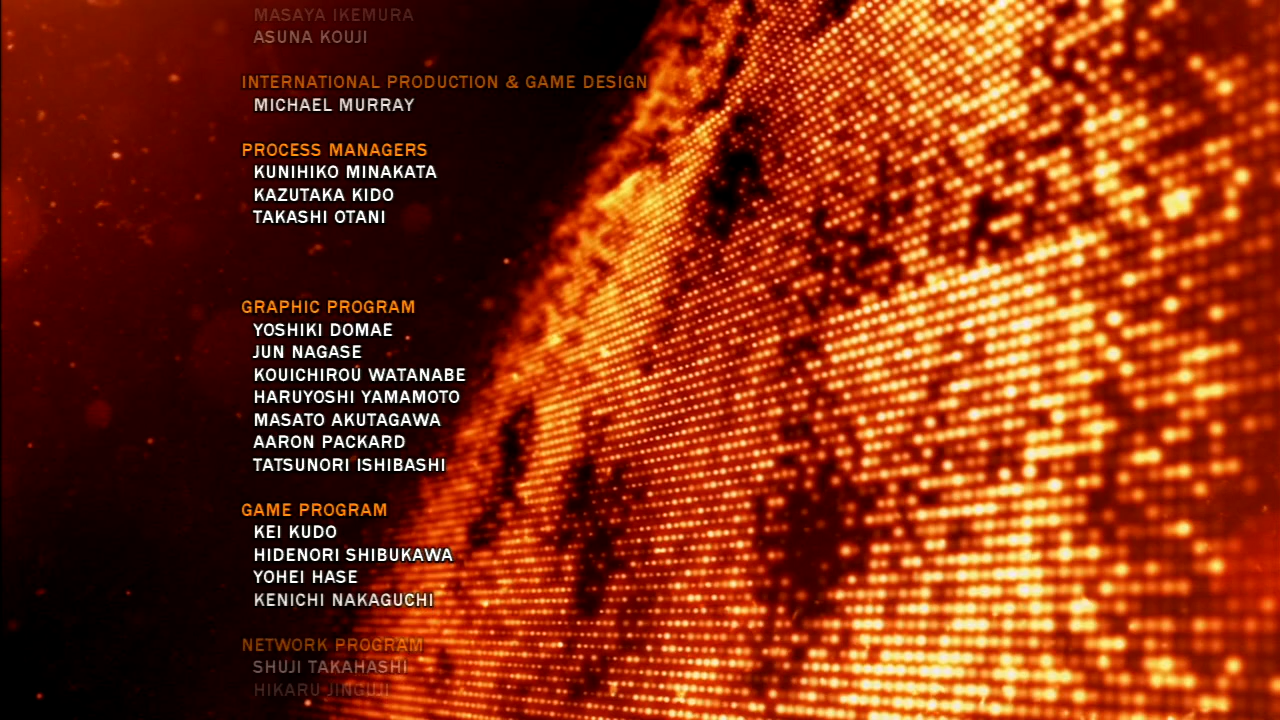 MASAYA IKEMURA
ASUNA KOUJI
INTERNATIONAL PRODUCTION & GAME DESIGN
MICHAEL MURRAY
PROCESS MANAGERS
KUNIHIKO MINAKATA
KAZUTAKA KIDO
TAKASHI OTANI
GRAPHIC PROGRAM
YOSHIKI DOMAE
JUN NAGASE
KOUICHIROU WATANABE
HARUYOSHI YAMAMOTO
MASATO AKUTAGAWA
AARON PACKARD
TATSUNORI ISHIBASHI
GAME PROGRAM
KEI KUDO
HIDENORI SHIBUKAWA
YOHEI HASE
KENICHI NAKAGUCHI
NETWORK PROGRAM
SHUJI TAKAHASHI
HIKARU JINGUJI